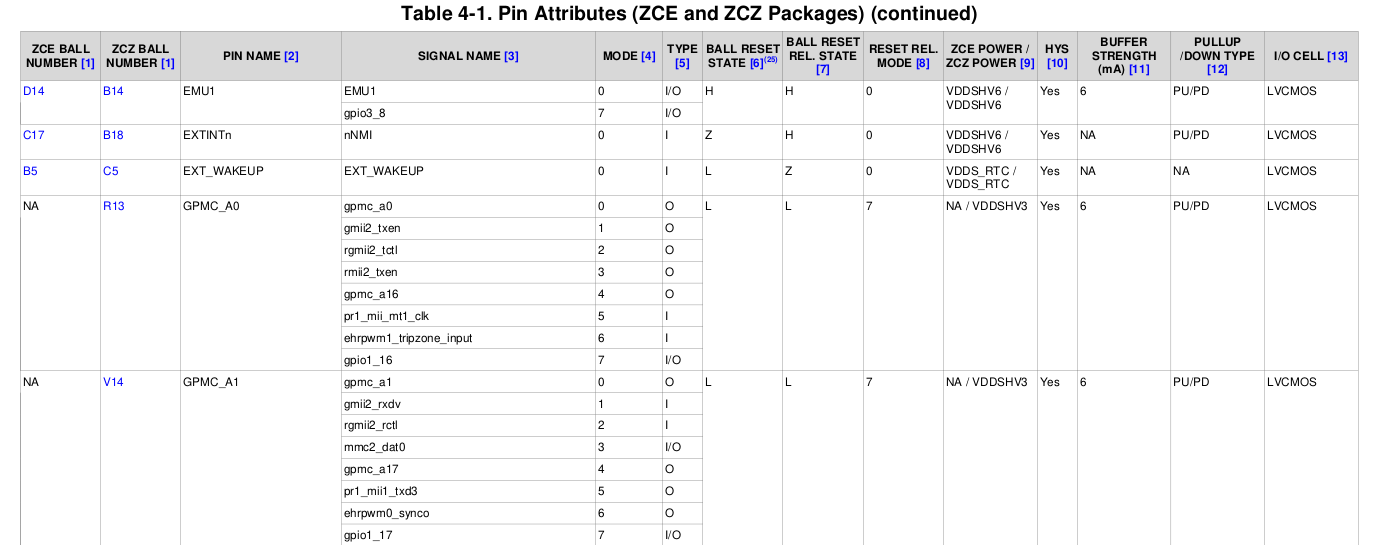 Table 4-1. Pin Attributes (ZCE and ZCZ Packages) (continued)
ZCE BALL NUMBER [1] ZCZ BALL NUMBER [1] PIN NAME [2] SIGNAL NAME [3] MODE [4] TYPE [5] BALL RESET STATE [6](25) BALL RESET REL. STATE [7] RESET REL. MODE [8] ZCE POWER / ZCZ POWER [9] HYS [10] BUFFER STRENGTH (mA) [11] PULLUP /DOWN TYPE [12] I/O CELL [13]
D14 B14 EMU1 EMU1 0 I/O H H 0 VDDSHV6 / VDDSHV6 Yes 6 PU/PD LVCMOS
gpio3_8 7 I/O
C17 B18 EXTINTn nNMI 0 I Z H 0 VDDSHV6 / VDDSHV6 Yes NA PU/PD LVCMOS
B5 C5 EXT_WAKEUP EXT_WAKEUP 0 I L Z 0 VDDS_RTC / VDDS_RTC Yes NA NA LVCMOS
NA R13 GPMC_A0 gpmc_a0 0 O L L 7 NA / VDDSHV3 Yes 6 PU/PD LVCMOS
gmii2_txen 1 O
rgmii2_tctl 2 O
rmii2_txen 3 O
gpmc_a16 4 O
pr1_mii_mt1_clk 5 I
ehrpwm1_tripzone_input 6 I
gpio1_16 7 I/O
NA V14 GPMC_A1 gpmc_a1 0 O L L 7 NA / VDDSHV3 Yes 6 PU/PD LVCMOS
gmii2_rxdv 1 I
rgmii2_rctl 2 I
mmc2_dat0 3 I/O
gpmc_a17 4 O
pr1_mii1_txd3 5 O
ehrpwm0_synco 6 O
gpio1_17 7 I/O